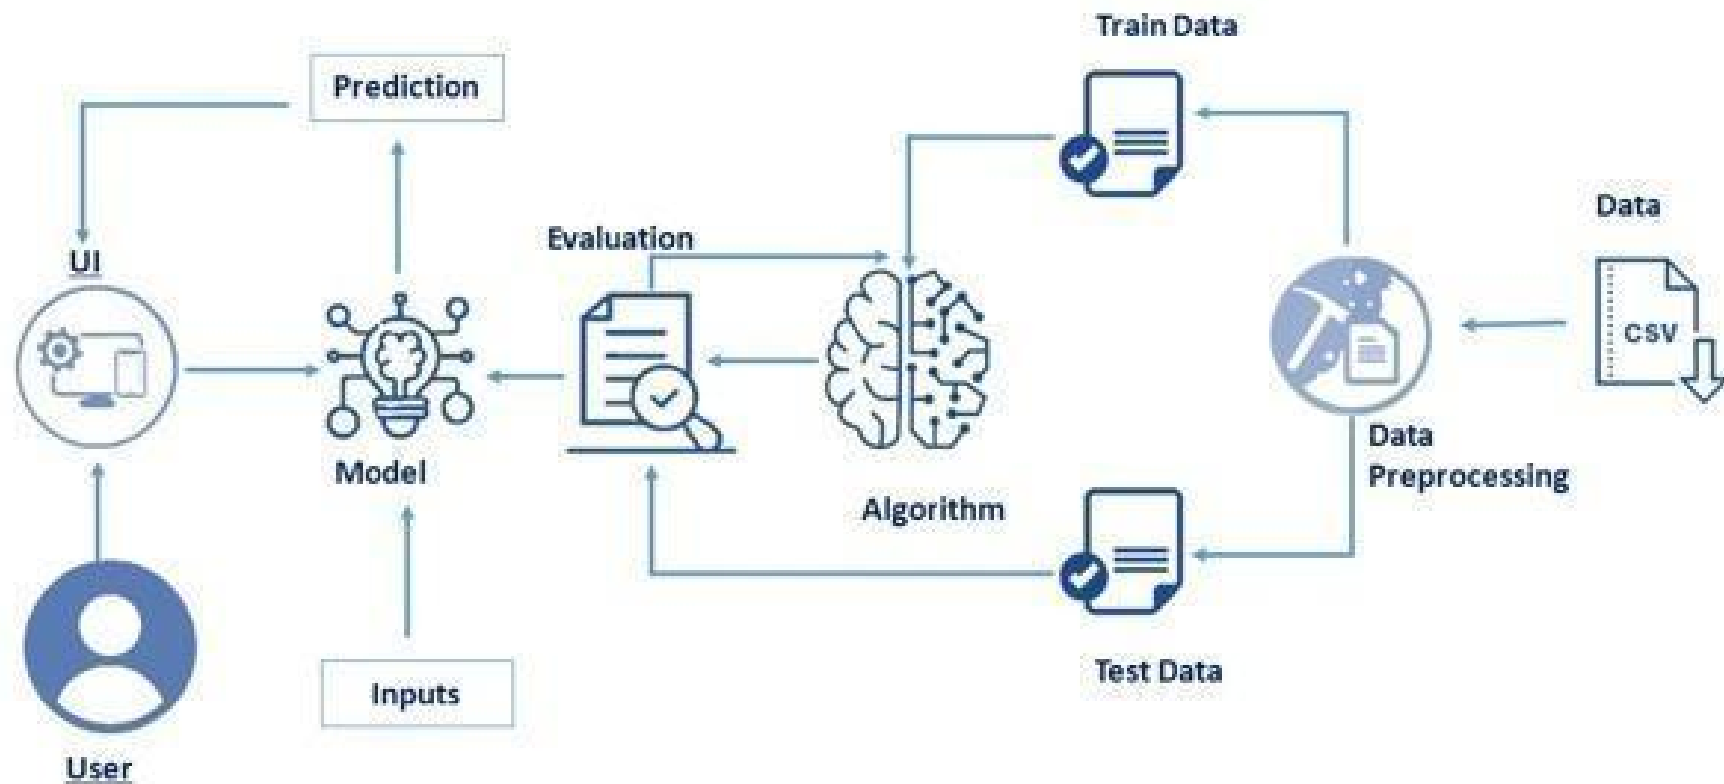 Train Data
Prediction
Data
Evaluation
UI
CSV
Data
Preprocessing
Model
Algorithm
Test Data
Inputs
User